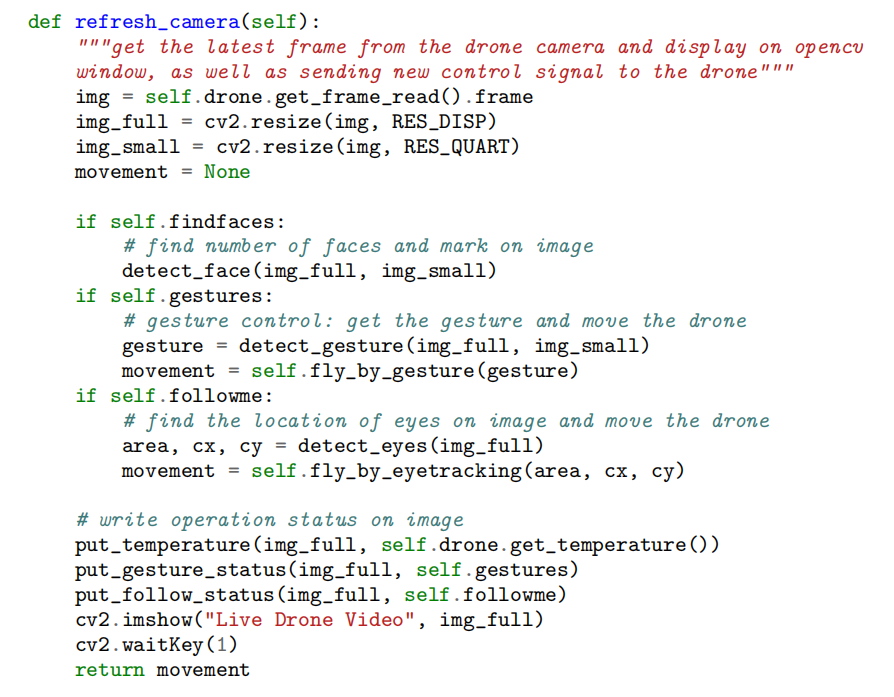 def refresh_camera(self):
    """get the latest frame from the drone camera and display on opencv
    window, as well as sending new control signal to the drone"""
    img = self.drone.get_frame_read().frame
    img_full = cv2.resize(img, RES_DISP)
    img_small = cv2.resize(img, RES_QUART)
    movement = None

    if self.findfaces:
        # find number of faces and mark on image
        detect_face(img_full, img_small)
    if self.gestures:
        # gesture control: get the gesture and move the drone
        gesture = detect_gesture(img_full, img_small)
        movement = self.fly_by_gesture(gesture)
    if self.followme:
        # find the location of eyes on image and move the drone
        area, cx, cy = detect_eyes(img_full)
        movement = self.fly_by_eyetracking(area, cx, cy)

    # write operation status on image
    put_temperature(img_full, self.drone.get_temperature())
    put_gesture_status(img_full, self.gestures)
    put_follow_status(img_full, self.followme)
    cv2.imshow("Live Drone Video", img_full)
    cv2.waitKey(1)
    return movement